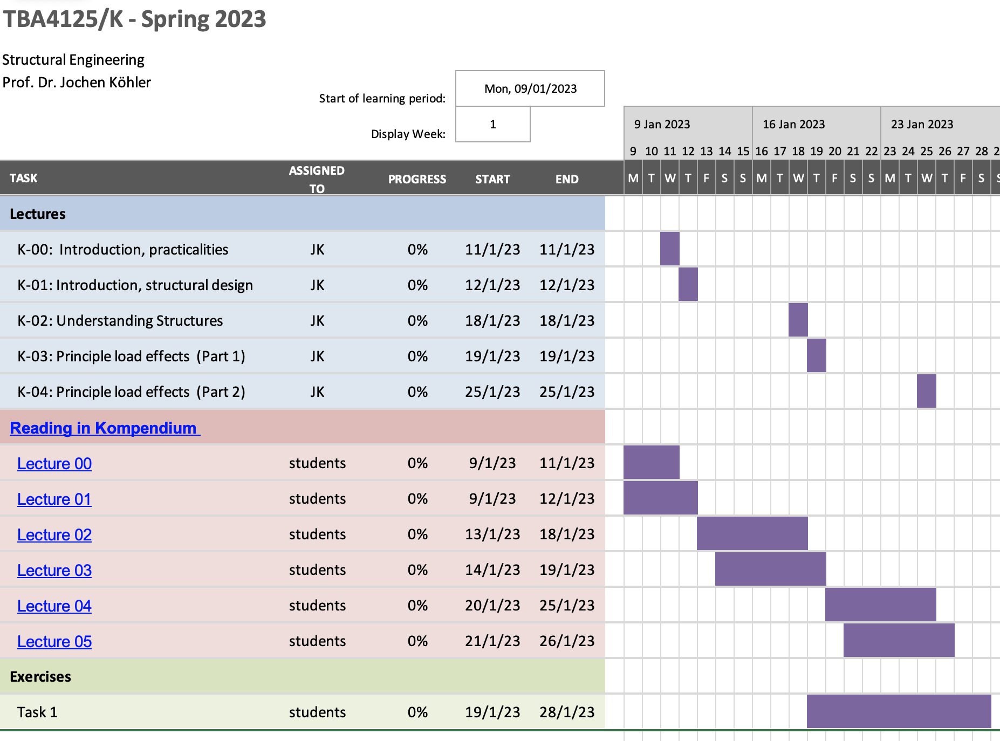 TBA4125/K - Spring 2023
Structural Engineering
Prof. Dr. Jochen Köhler
Start of learning period: Mon, 09/01/2023
Display Week: 1
9 Jan 2023 16 Jan 2023 23 Jan 2023
9 10 11 12 13 14 15 16 17 18 19 20 21 22 23 24 25 26 27 28
TASK ASSIGNED TO PROGRESS START END M T W T F S S M T W T F S S M T W T F S S
Lectures
K-00: Introduction, practicalities JK 0% 11/1/23 11/1/23
K-01: Introduction, structural design JK 0% 12/1/23 12/1/23
K-02: Understanding Structures JK 0% 18/1/23 18/1/23
K-03: Principle load effects (Part 1) JK 0% 19/1/23 19/1/23
K-04: Principle load effects (Part 2) JK 0% 25/1/23 25/1/23
Reading in Kompendium
Lecture 00 students 0% 9/1/23 11/1/23
Lecture 01 students 0% 9/1/23 12/1/23
Lecture 02 students 0% 13/1/23 18/1/23
Lecture 03 students 0% 14/1/23 19/1/23
Lecture 04 students 0% 20/1/23 25/1/23
Lecture 05 students 0% 21/1/23 26/1/23
Exercises
Task 1 students 0% 19/1/23 28/1/23